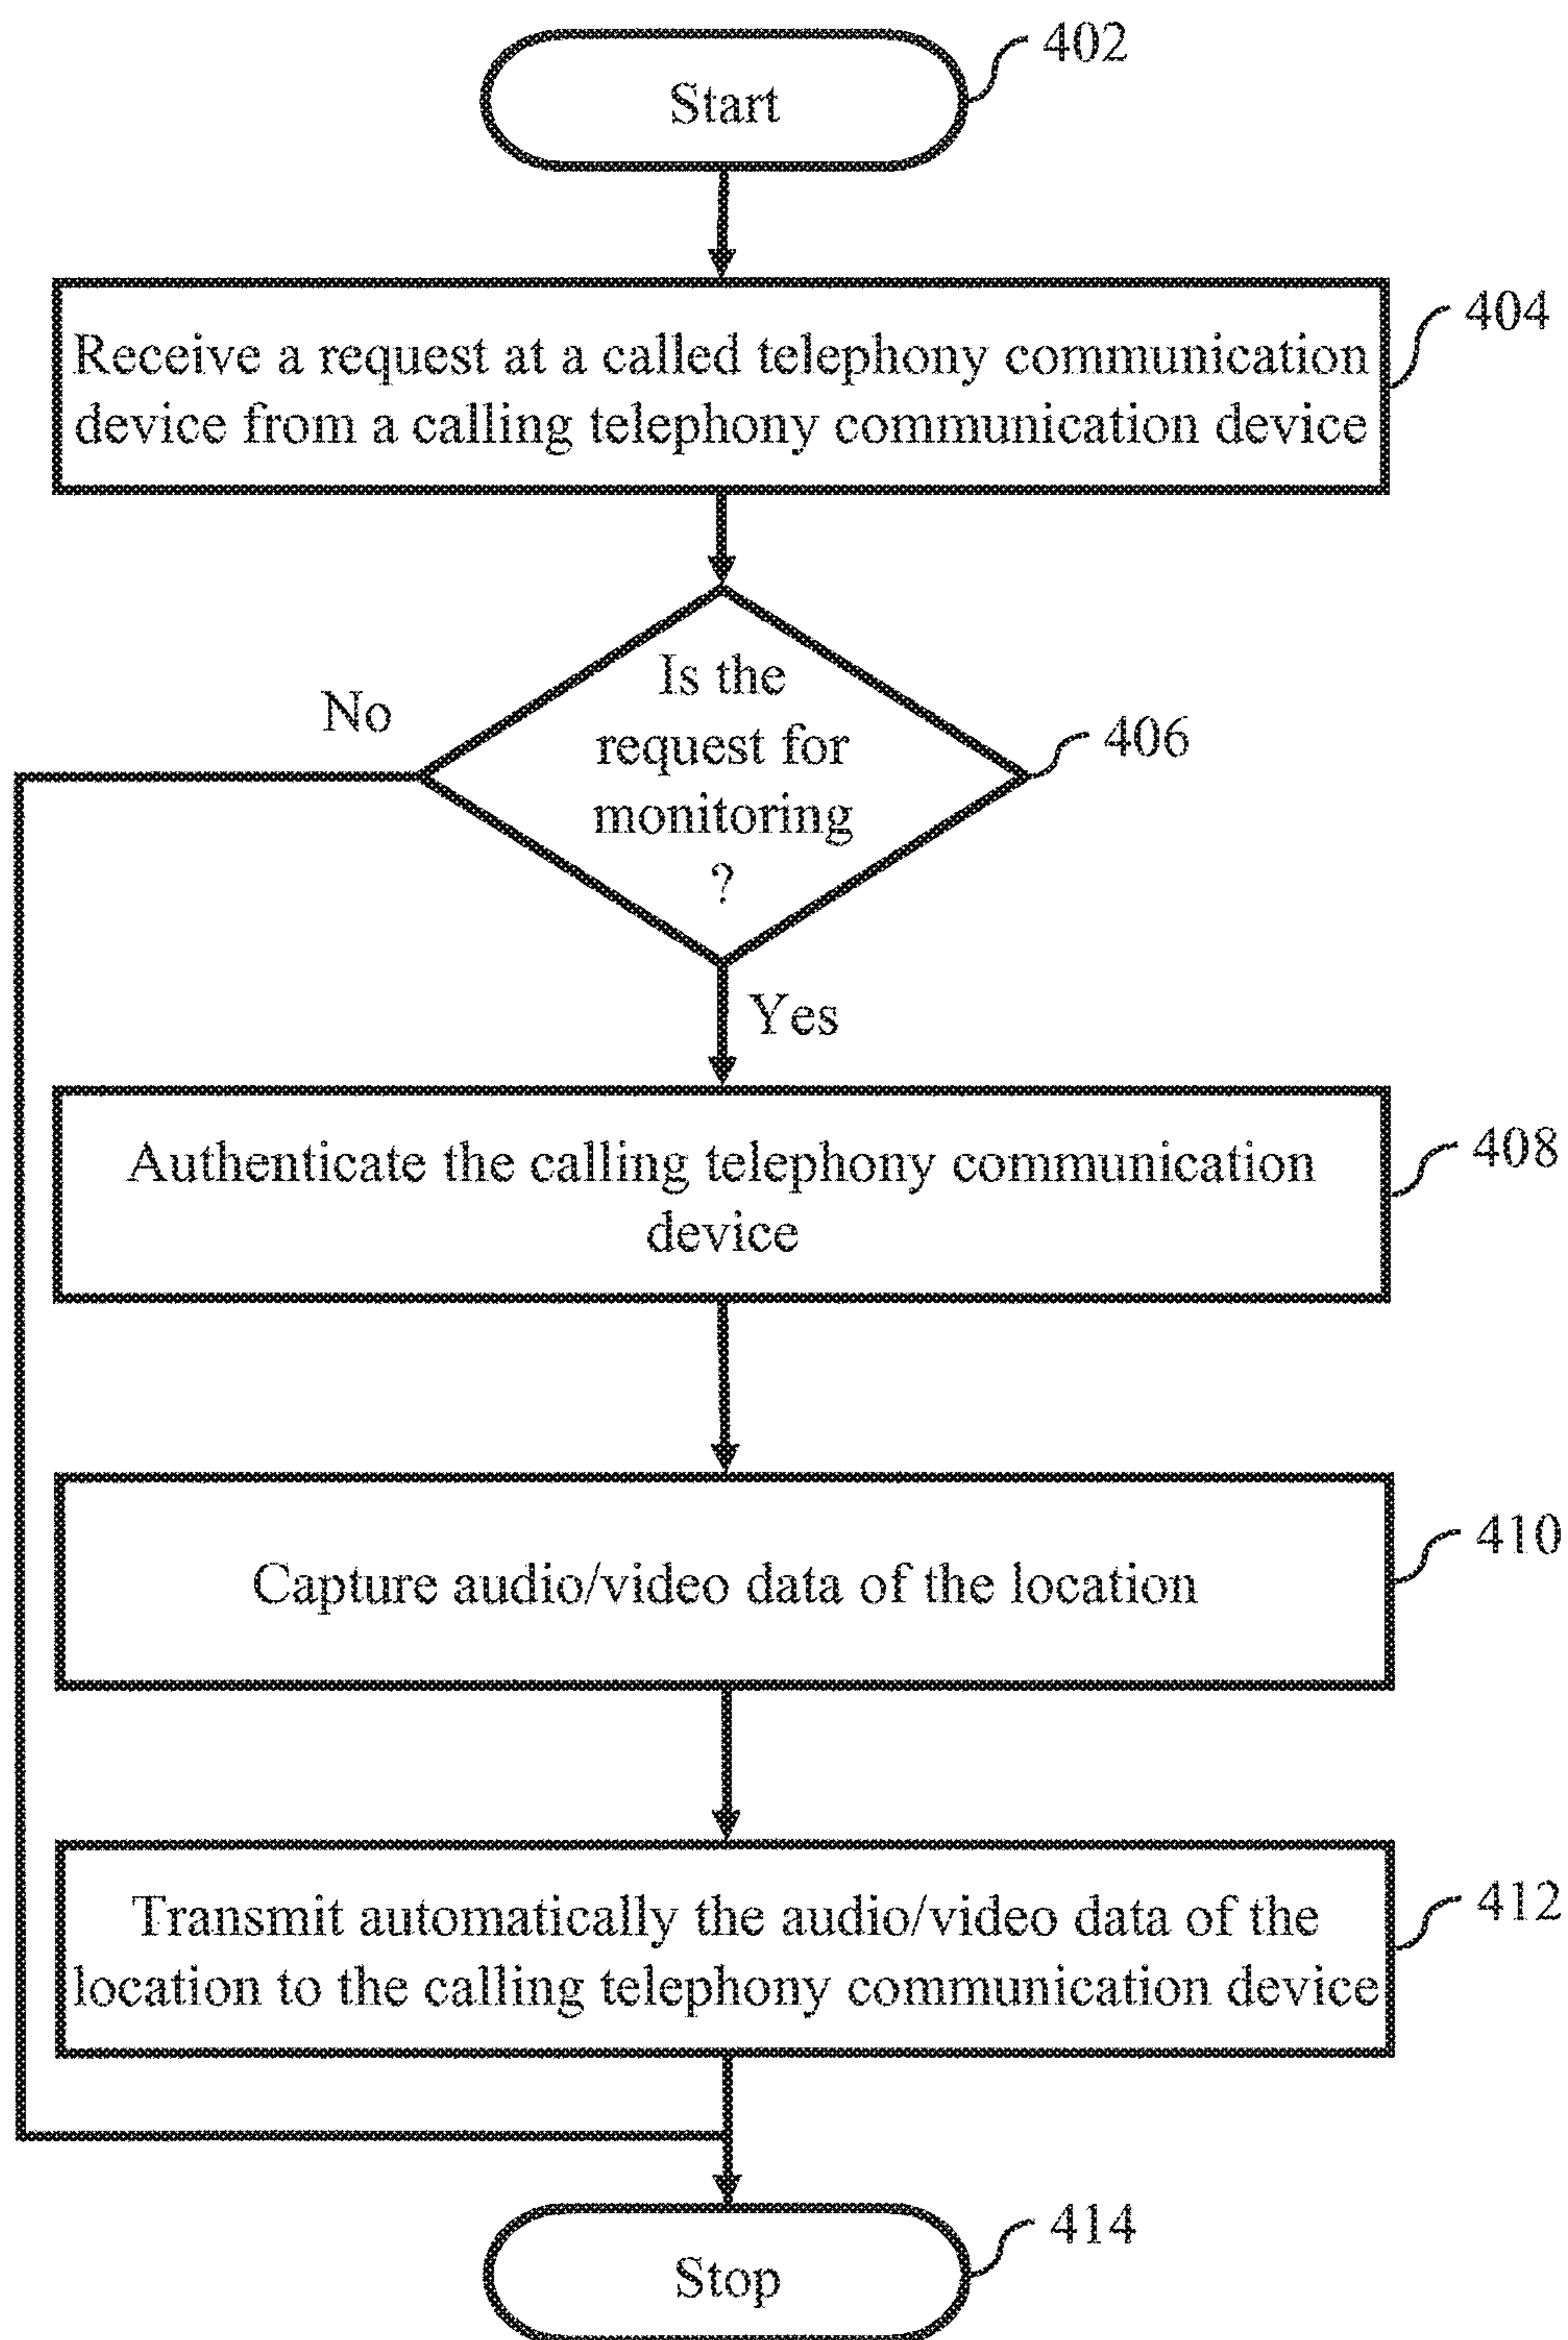 Start
402
Receive a request at a called telephony communication
device from a calling telephony communication device
404
Is the
request for
monitoring
?
406
No
Yes
Authenticate the calling telephony communication
device
408
Capture audio/video data of the location
410
Transmit automatically the audio/video data of the
location to the calling telephony communication device
412
Stop
414